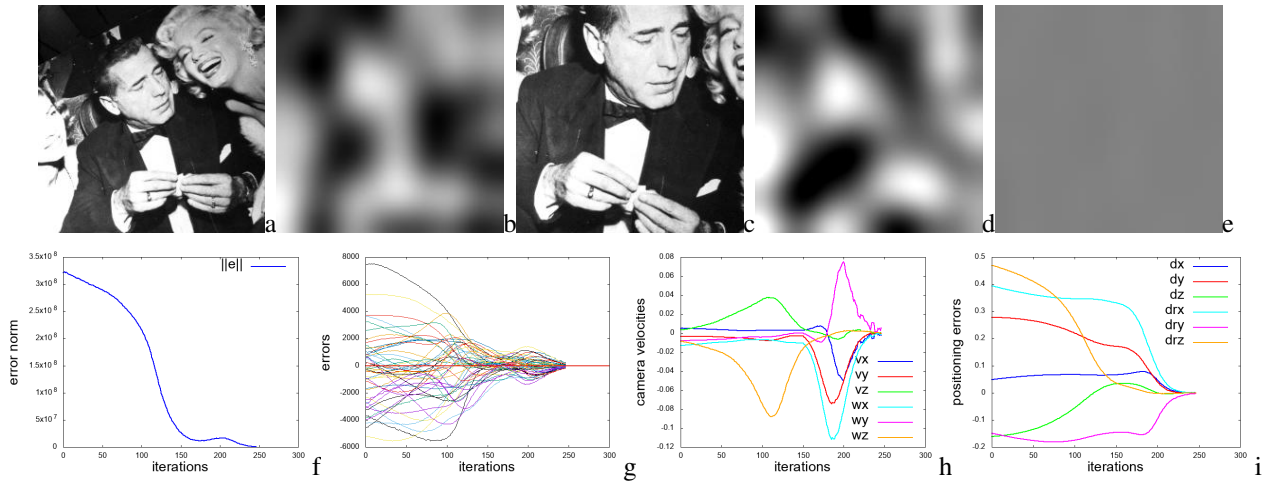 a
b
c
d
e
3.5x10 8
3x10 8
2.5x10 8
2x10 8
1.5x10 8
1x10 8
5x10 7
0
0 50 100 150 200 250 300
error norm
iterations
||e||
f
8000
6000
4000
2000
0
-2000
-4000
-6000
0 50 100 150 200 250 300
errors
iterations
g
0.08
0.06
0.04
0.02
0
-0.02
-0.04
-0.06
-0.08
-0.1
-0.12
0 50 100 150 200 250 300
camera velocities
iterations
vx
vy
vz
wx
wy
wz
h
0.5
0.4
0.3
0.2
0.1
0
-0.1
-0.2
0 50 100 150 200 250 300
positioning errors
iterations
dx
dy
dz
drx
dry
drz
i